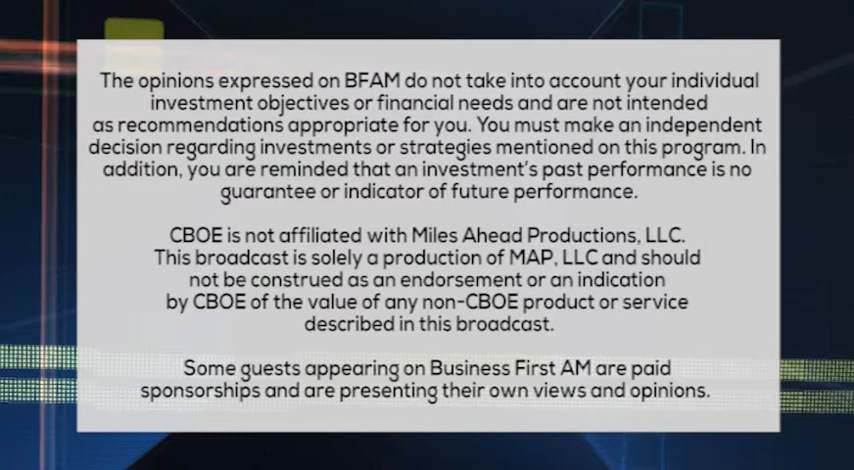 The opinions expressed on BFAM do not take into account your individual
investment objectives or financial needs and are not intended
as recommendations appropriate for you. You must make an independent
decision regarding investments or strategies mentioned on this program. In
addition, you are reminded that an investment's past performance is no
guarantee or indicator of future performance.
CBOE is not affiliated with Miles Ahead Productions, LLC.
This broadcast is solely a production of MAP, LLC and should
not be construed as an endorsement or an indication
by CBOE of the value of any non-CBOE product or service
described in this broadcast.
Some guests appearing on Business First AM are paid
sponsorships and are presenting their own views and opinions.